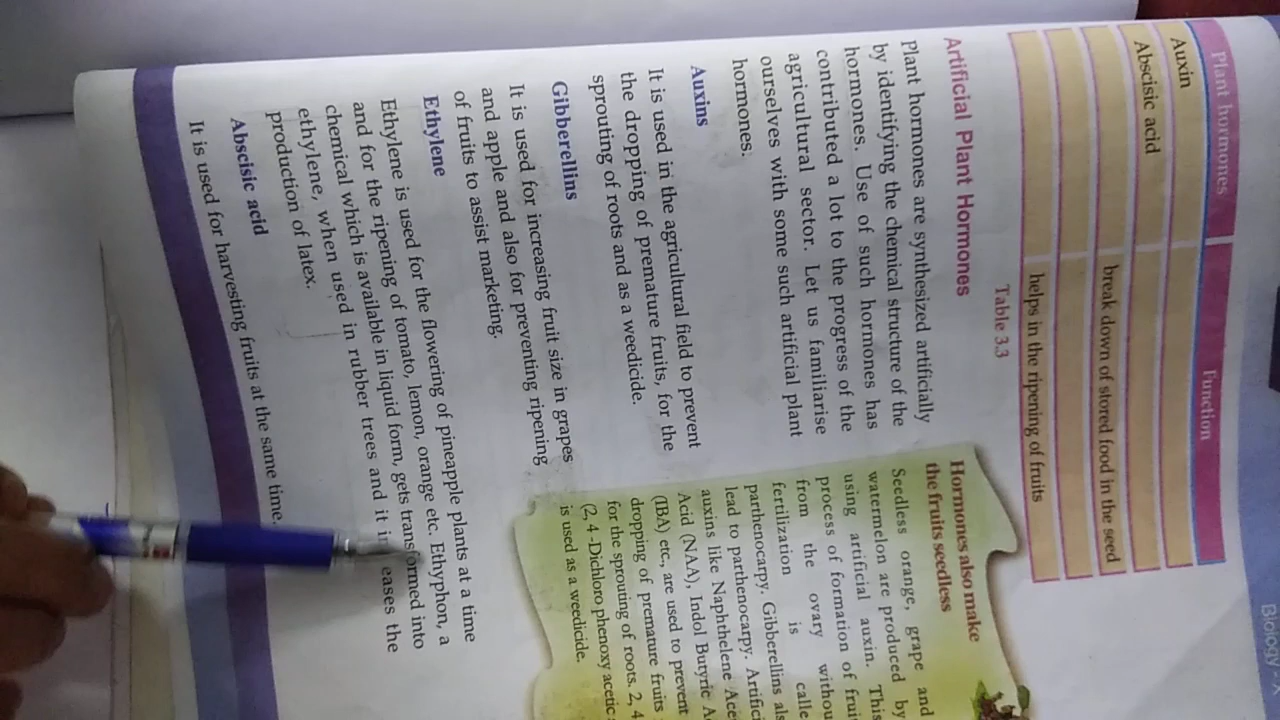 Biology-X
Plant hormones Function
Auxin
Abscisic acid
break down of stored food in the seed
helps in the ripening of fruits
Table 3.3
Artificial Plant Hormones
Plant hormones are synthesized artificially
by identifying the chemical structure of the
hormones. Use of such hormones has
contributed a lot to the progress of the
agricultural sector. Let us familiarise
ourselves with some such artificial plant
hormones.
Auxins
It is used in the agricultural field to prevent
the dropping of premature fruits, for the
sprouting of roots and as a weedicide.
Gibberellins
It is used for increasing fruit size in grapes
and apple and also for preventing ripening
of fruits to assist marketing.
Ethylene
Ethylene is used for the flowering of pineapple plants at a time
and for the ripening of tomato, lemon, orange etc. Ethyphon, a
chemical which is available in liquid form, gets transformed into
ethylene, when used in rubber trees and it the
production of latex.
Abscisic acid
It is used for harvesting fruits at the same time.
Hormones also make
the fruits seedless
Seedless orange, grape and
watermelon are produced by
using artificial auxin. This
process of formation of
from the ovary
fertilization is
parthenocarpy. Gibberellins
lead to parthenocarpy.
auxins like Naphthelene
Acid (NAA), Indol Butyric
(IBA) etc., are used to prevent
dropping of premature fruits
for the sprouting of roots. 2, 4
(2, 4 -Dichloro phenoxy acetic
is used as a weedicide.